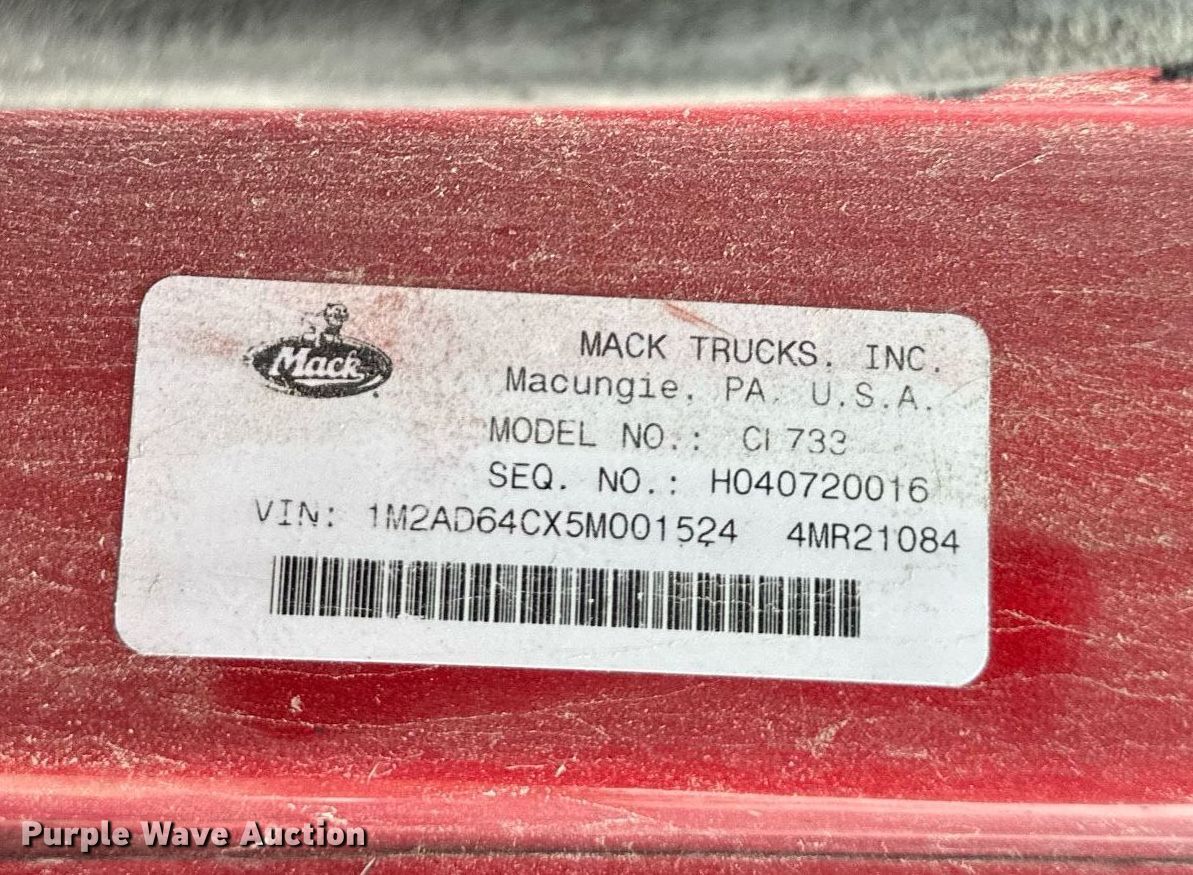 Mack
MACK TRUCKS, INC.
Macungie, PA. U.S.A.
MODEL NO.: CL733
SEQ. NO.: H040720016
VIN: 1M2AD64CX5M001524 4MR21084
Purple Wave Auction